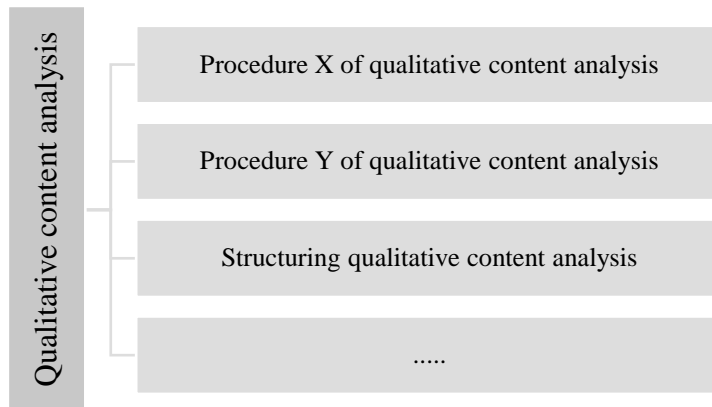 Qualitative content analysis
Procedure X of qualitative content analysis
Procedure Y of qualitative content analysis
Structuring qualitative content analysis
.....